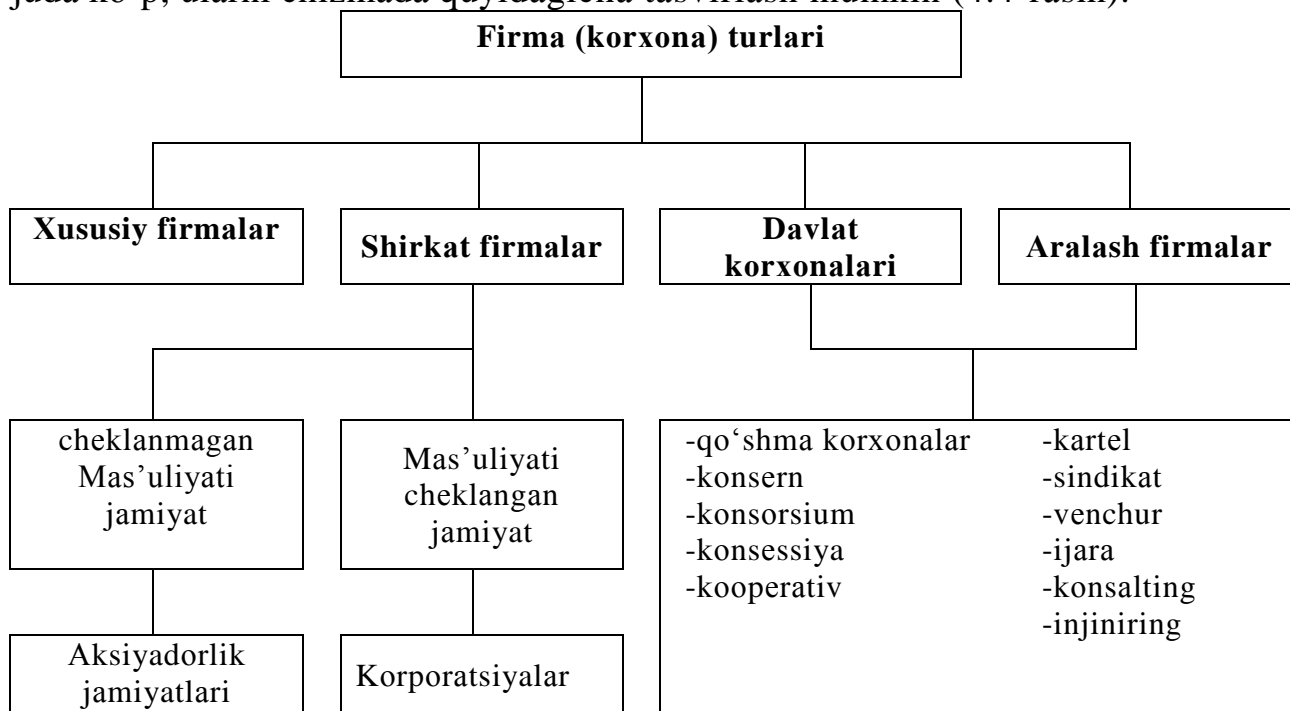 Firma (korxona) turlari
Xususiy firmalar
Shirkat firmalar
Davlat
korxonalari
Aralash firmalar
cheklanmagan
Mas’uliyati
jamiyat
Mas’uliyati
cheklangan
jamiyat
-qo‘shma korxonalar
-konsern
-konsorsium
-konsessiya
-kooperativ
-kartel
-sindikat
-venchur
-ijara
-konsalting
-injiniring
Aksiyadorlik
jamiyatlari
Korporatsiyalar